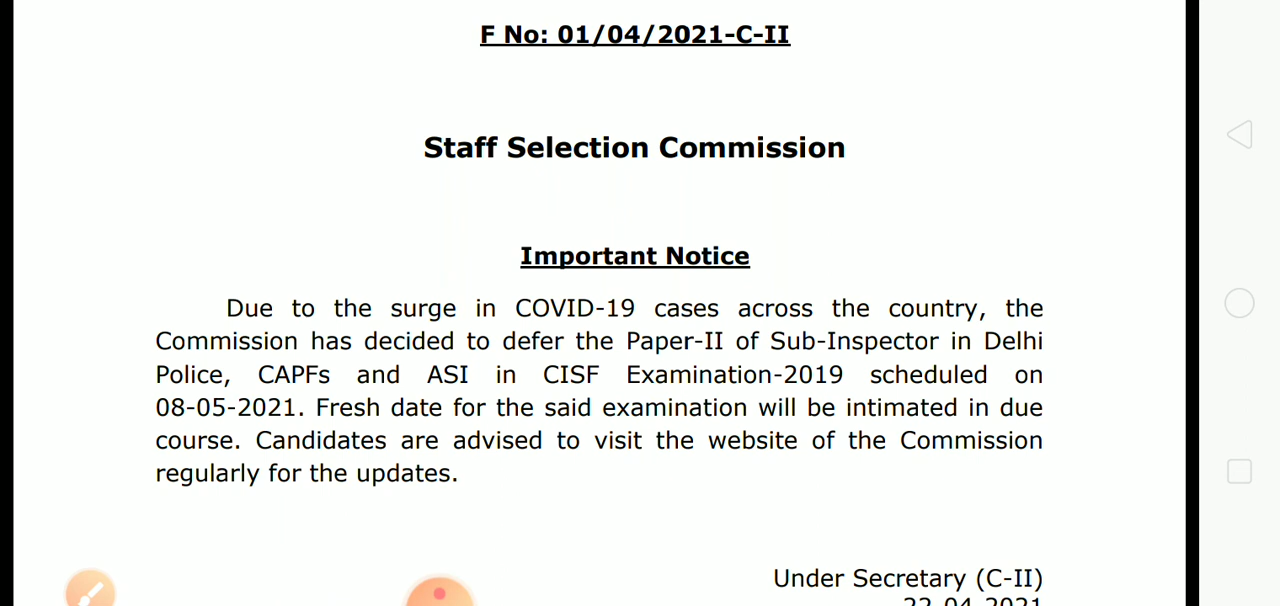 F No: 01/04/2021-C-II
Staff Selection Commission
Important Notice
Due to the surge in COVID-19 cases across the country, the
Commission has decided to defer the Paper-II of Sub-Inspector in Delhi
Police, CAPFs and ASI in CISF Examination-2019 scheduled on
08-05-2021. Fresh date for the said examination will be intimated in due
course. Candidates are advised to visit the website of the Commission
regularly for the updates.
Under Secretary (C-II)
22-04-2021